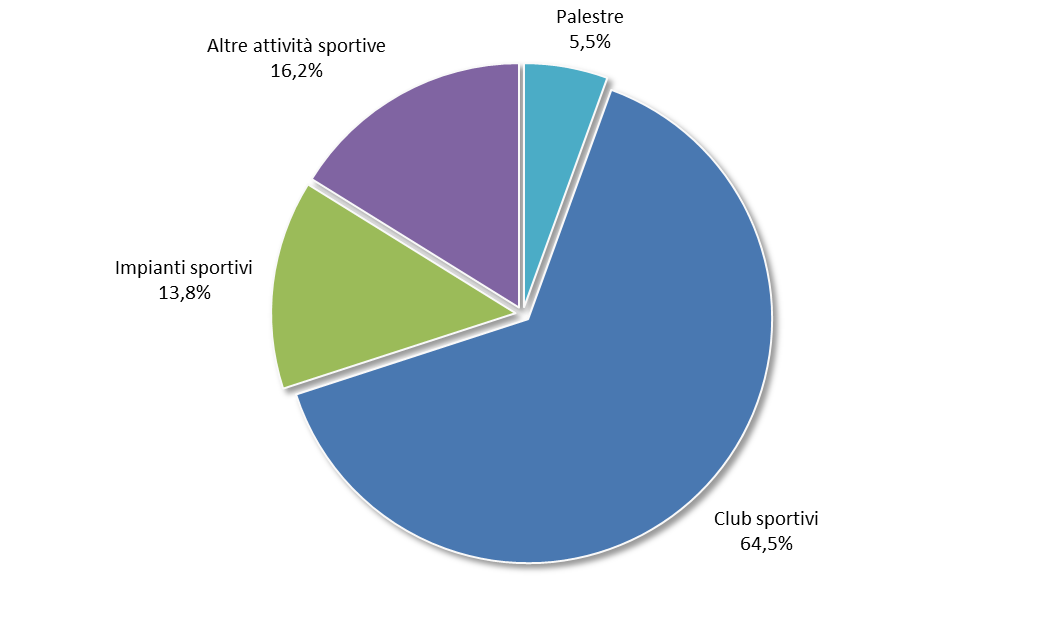 Palestre
5,5%
Altre attività sportive
16,2%
Impianti sportivi
13,8%
Club sportivi
64,5%